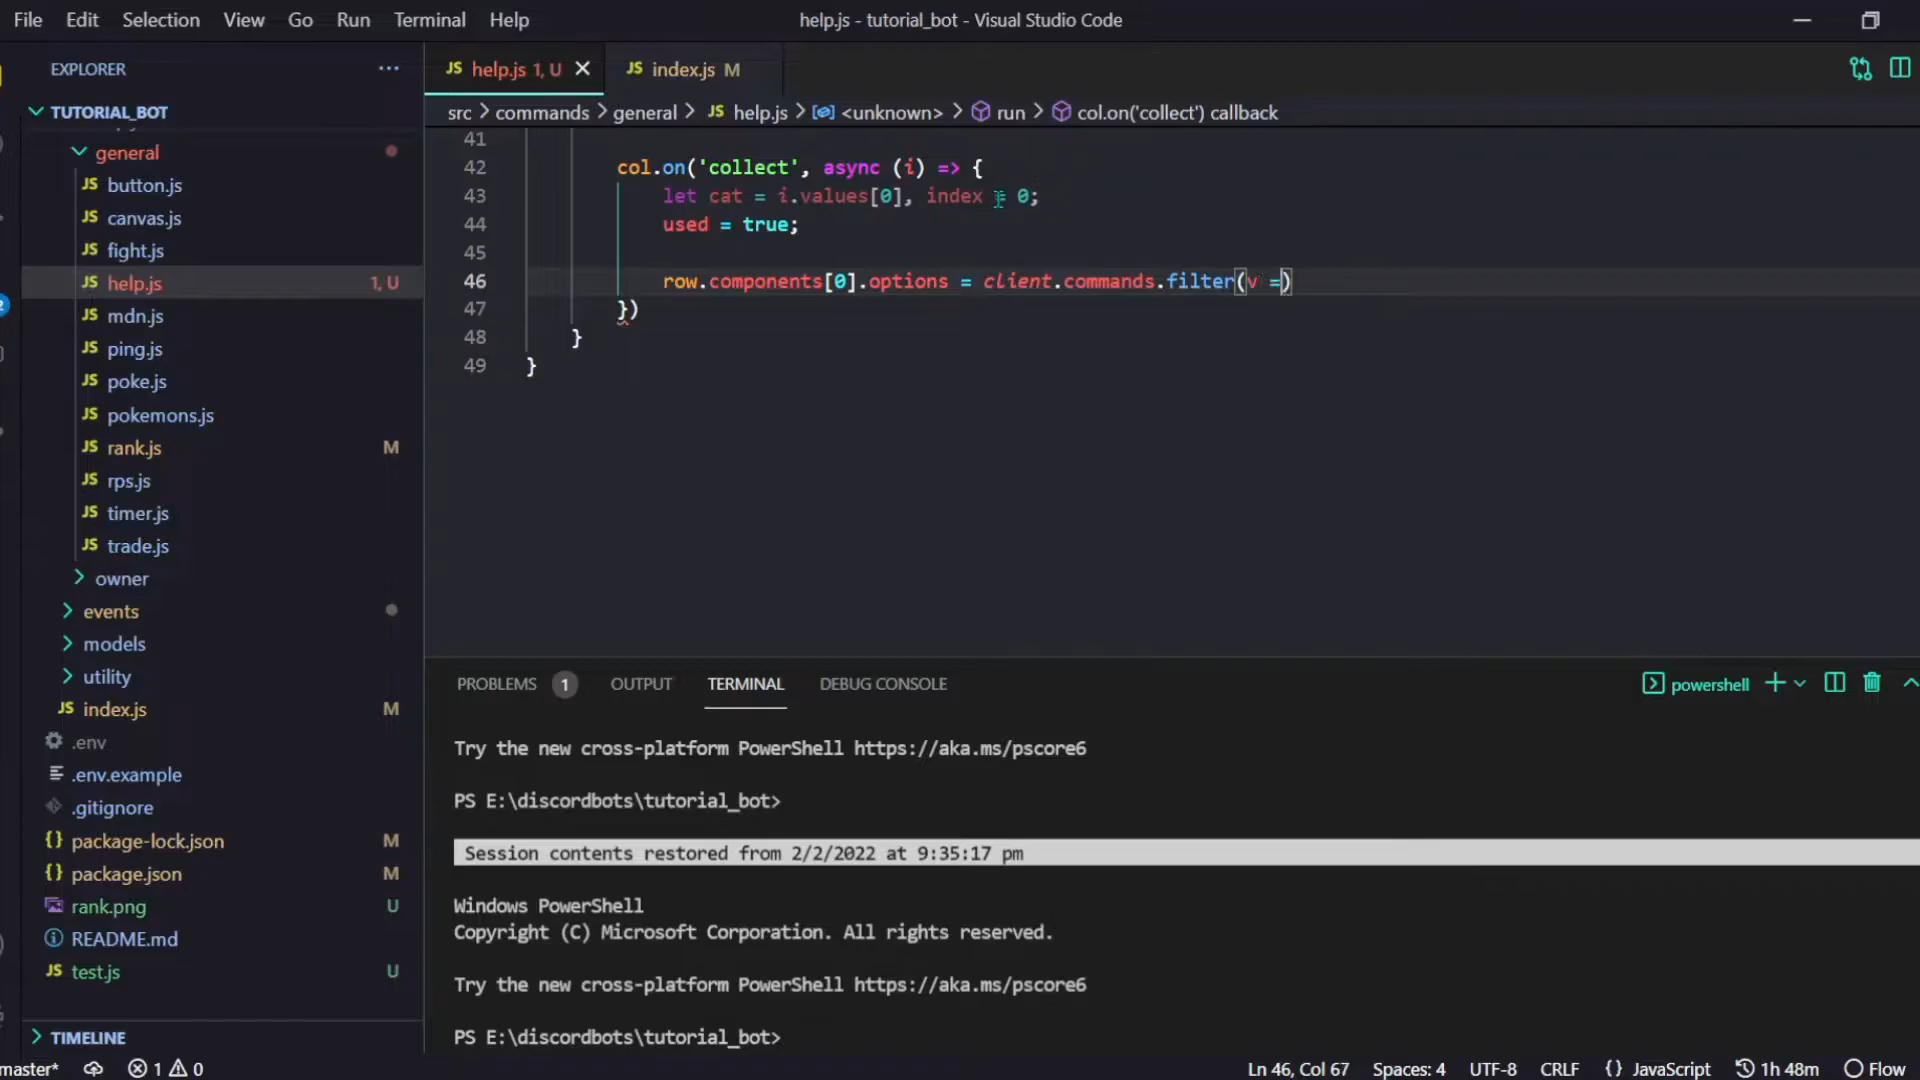 File Edit Selection View Go Run Terminal Help
help.js - tutorial_bot - Visual Studio Code
EXPLORER ···
TUTORIAL_BOT
general
JS button.js
JS canvas.js
JS fight.js
JS help.js 1, U
JS mdn.js
JS ping.js
JS poke.js
JS pokemons.js
JS rank.js M
JS rps.js
JS timer.js
JS trade.js
owner
events
models
utility
JS index.js M
.env
.env.example
.gitignore
{} package-lock.json M
{} package.json M
rank.png U
README.md
JS test.js U
TIMELINE
JS help.js 1, U
JS index.js M
src > commands > general > JS help.js > <unknown> > run > col.on('collect') callback
41
42 col.on('collect', async (i) => {
43 let cat = i.values[0], index = 0;
44 used = true;
45
46 row.components[0].options = client.commands.filter(v =)
47 })
48 }
49 }
PROBLEMS 1 OUTPUT TERMINAL DEBUG CONSOLE
powershell
Try the new cross-platform PowerShell https://aka.ms/pscore6
PS E:\discordbots\tutorial_bot>
Session contents restored from 2/2/2022 at 9:35:17 pm
Windows PowerShell
Copyright (C) Microsoft Corporation. All rights reserved.
Try the new cross-platform PowerShell https://aka.ms/pscore6
PS E:\discordbots\tutorial_bot>
master* 1 0
Ln 46, Col 67 Spaces: 4 UTF-8 CRLF {} JavaScript 1h 48m Flow